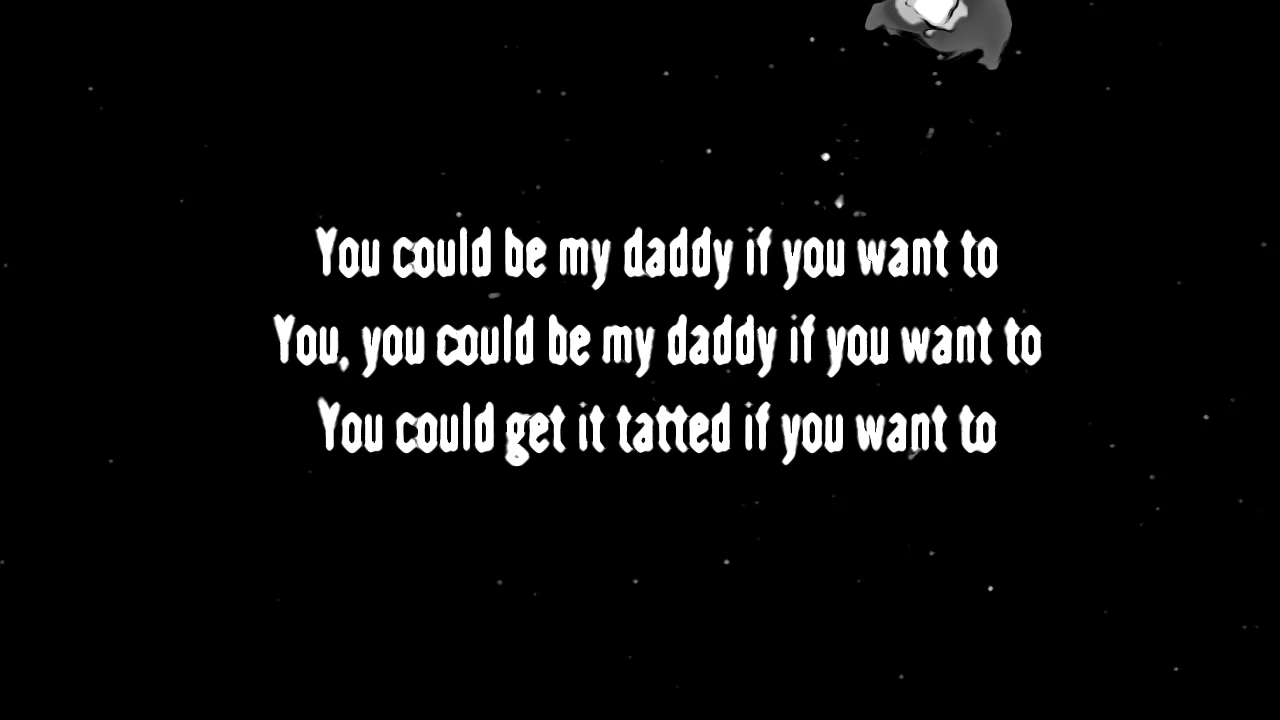 You could be my daddy if you want to
You, you could be my daddy if you want to
You could get it tatted if you want to